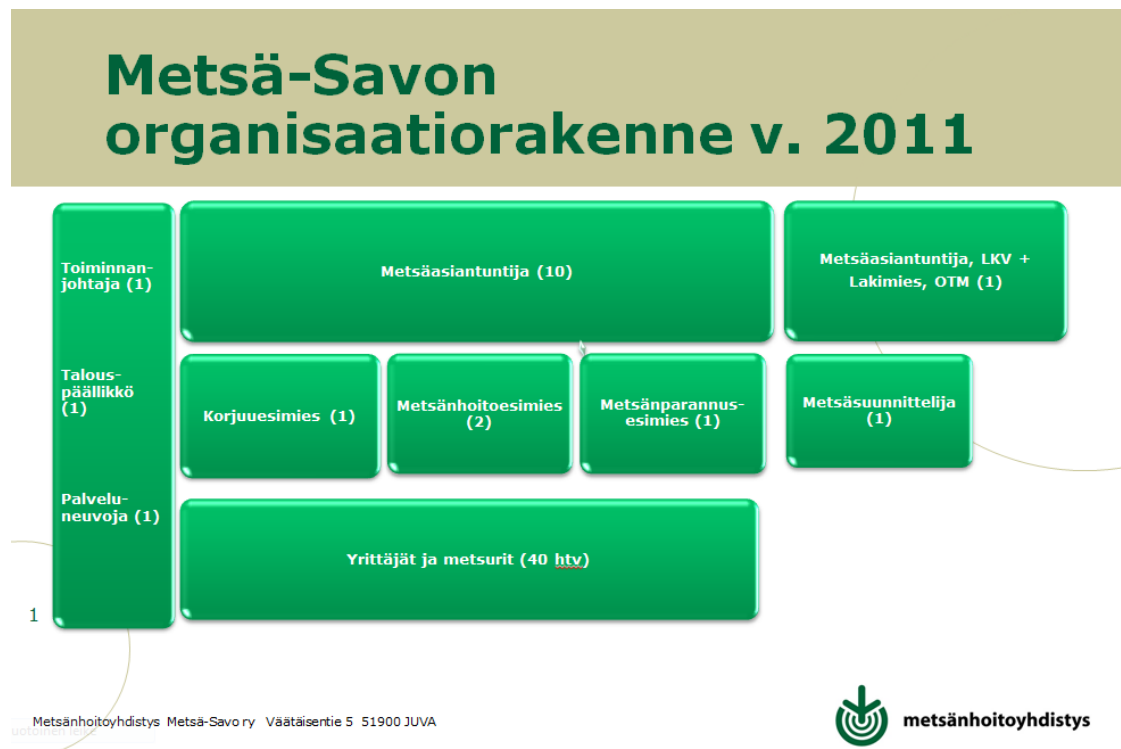 Metsä-Savon
organisaatiorakenne v. 2011
Toiminnan-
johtaja (1)
Talous-
päällikkö
(1)
Palvelu-
neuvoja (1)
Metsäasiantuntija (10)
Metsäasiantuntija, LKV +
Lakimies, OTM (1)
Korjuuesimies (1)
Metsänhoitoesimies
(2)
Metsänparannus-
esimies (1)
Metsäsuunnittelija
(1)
Yrittäjät ja metsurit (40 htv)
1
Metsänhoitoyhdistys Metsä-Savo ry Väätäisentie 5 51900 JUVA
metsänhoitoyhdistys